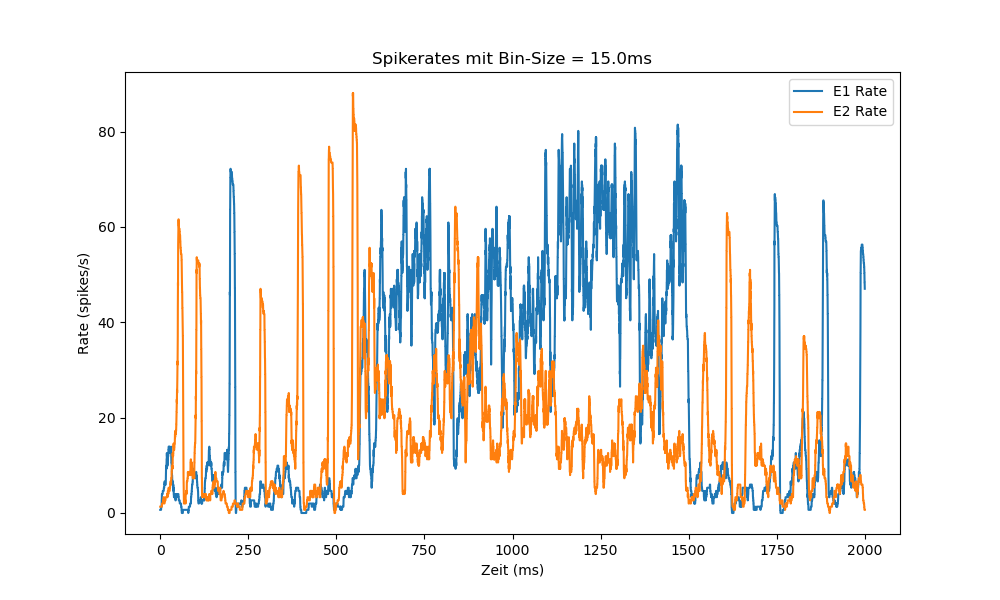 Spikerates mit Bin-Size = 15.0ms
E1 Rate
E2 Rate
Rate (spikes/s)
80
60
40
20
0
0 250 500 750 1000 1250 1500 1750 2000
Zeit (ms)